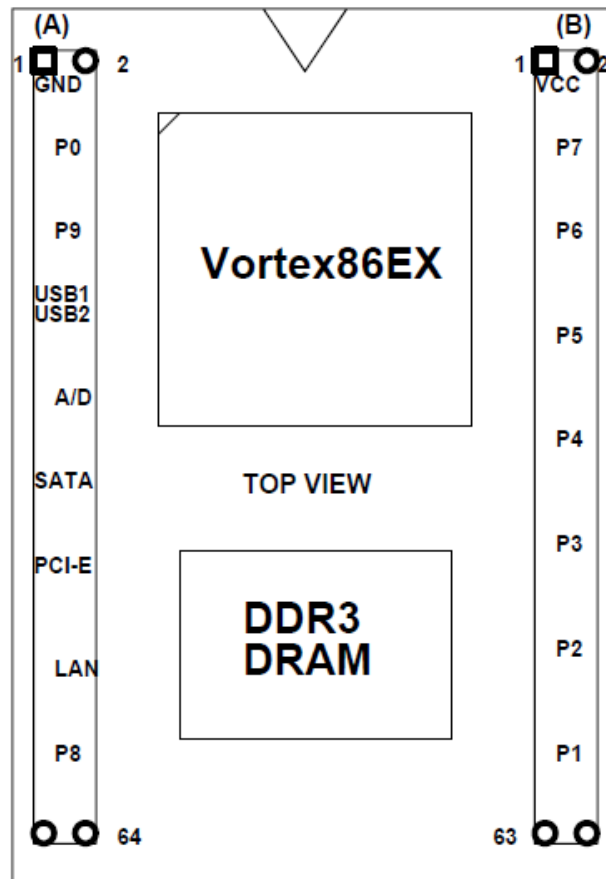 (A)
(B)
1
2
1
2
GND
VCC
P0
P7
P9
P6
Vortex86EX
USB1
USB2
P5
A/D
P4
SATA
TOP VIEW
PCI-E
P3
DDR3
DRAM
P2
LAN
P8
P1
64
63